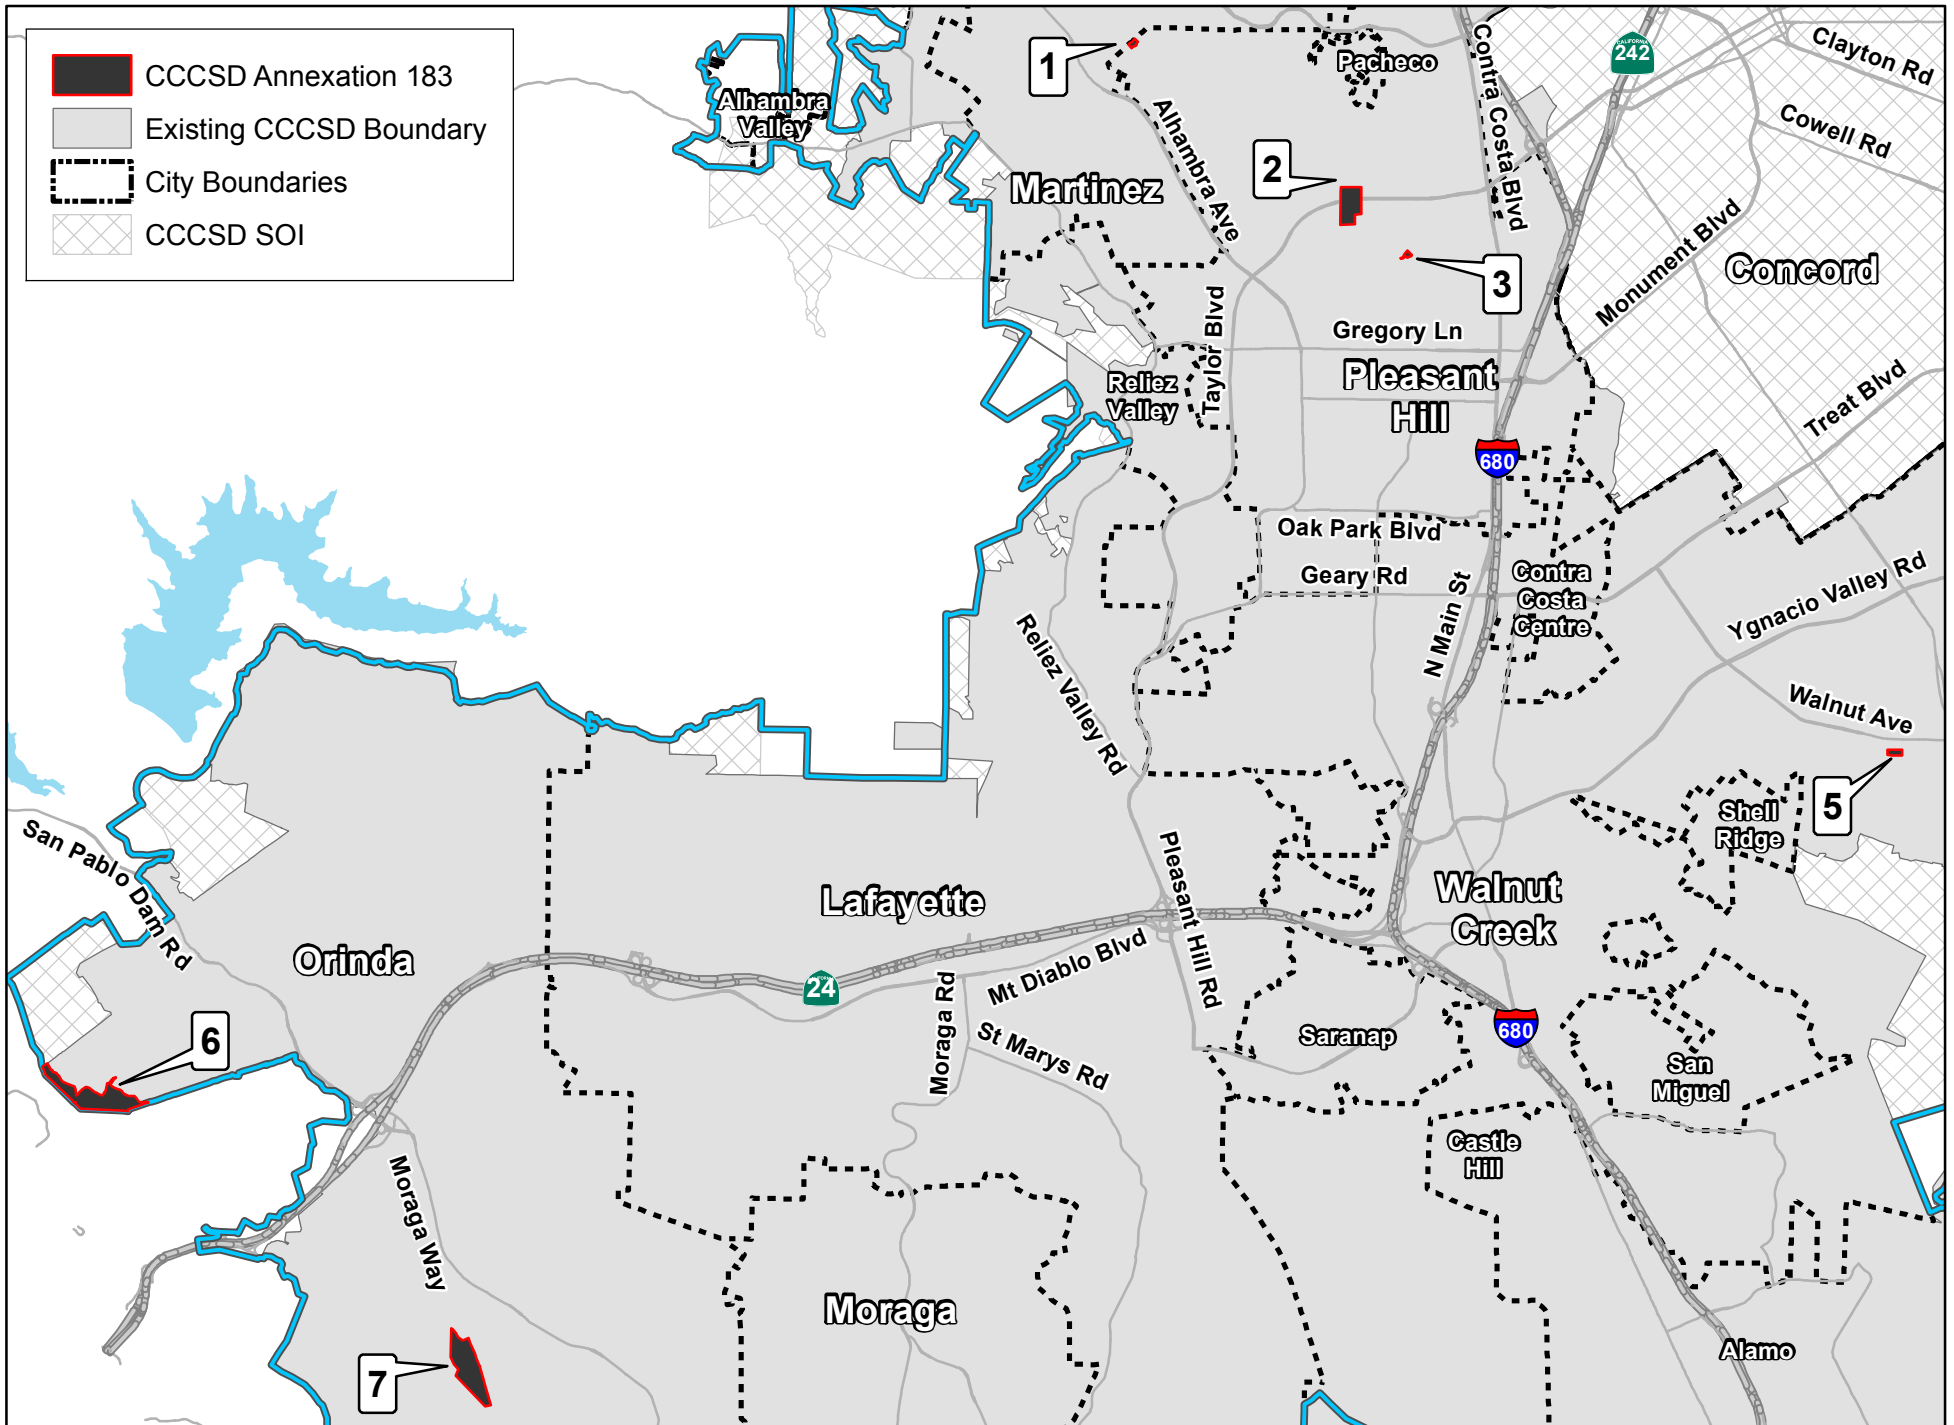 CCCSD Annexation 183
Existing CCCSD Boundary
City Boundaries
CCCSD SOI
1
Pacheco
Contra Costa Blvd
CALIFORNIA
242
Clayton Rd
Cowell Rd
Alhambra
Valley
Alhambra Ave
2
Martinez
3
Monument Blvd
Concord
Taylor Blvd
Gregory Ln
Reliez
Valley
Pleasant
Hill
Treat Blvd
680
Oak Park Blvd
Geary Rd
N Main St
Contra
Costa
Centre
Ygnacio Valley Rd
Reliez Valley Rd
Walnut Ave
5
Shell
Ridge
San Pablo Dam Rd
Pleasant Hill Rd
Lafayette
Walnut
Creek
Orinda
CALIFORNIA
24
Mt Diablo Blvd
Moraga Rd
St Marys Rd
Saranap
680
San
Miguel
6
Castle
Hill
Moraga Way
Moraga
Alamo
7